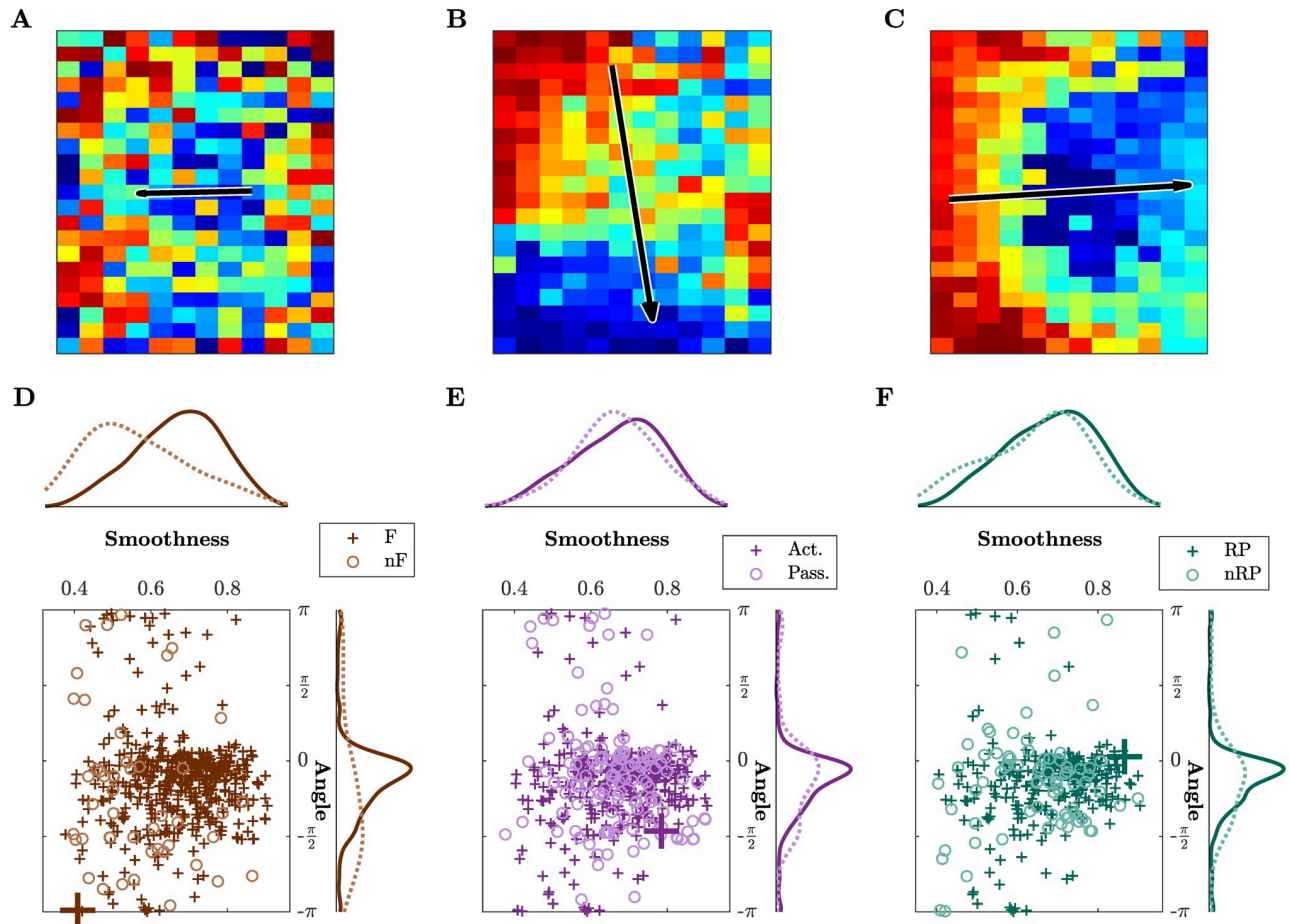 A
B
C
D
E
F
Smoothness
F
nF
0.4 0.6 0.8
π
π/2
0
-π/2
-π
Angle
Smoothness
Act.
Pass.
0.4 0.6 0.8
π
π/2
0
-π/2
-π
Angle
Smoothness
RP
nRP
0.4 0.6 0.8
π
π/2
0
-π/2
-π
Angle